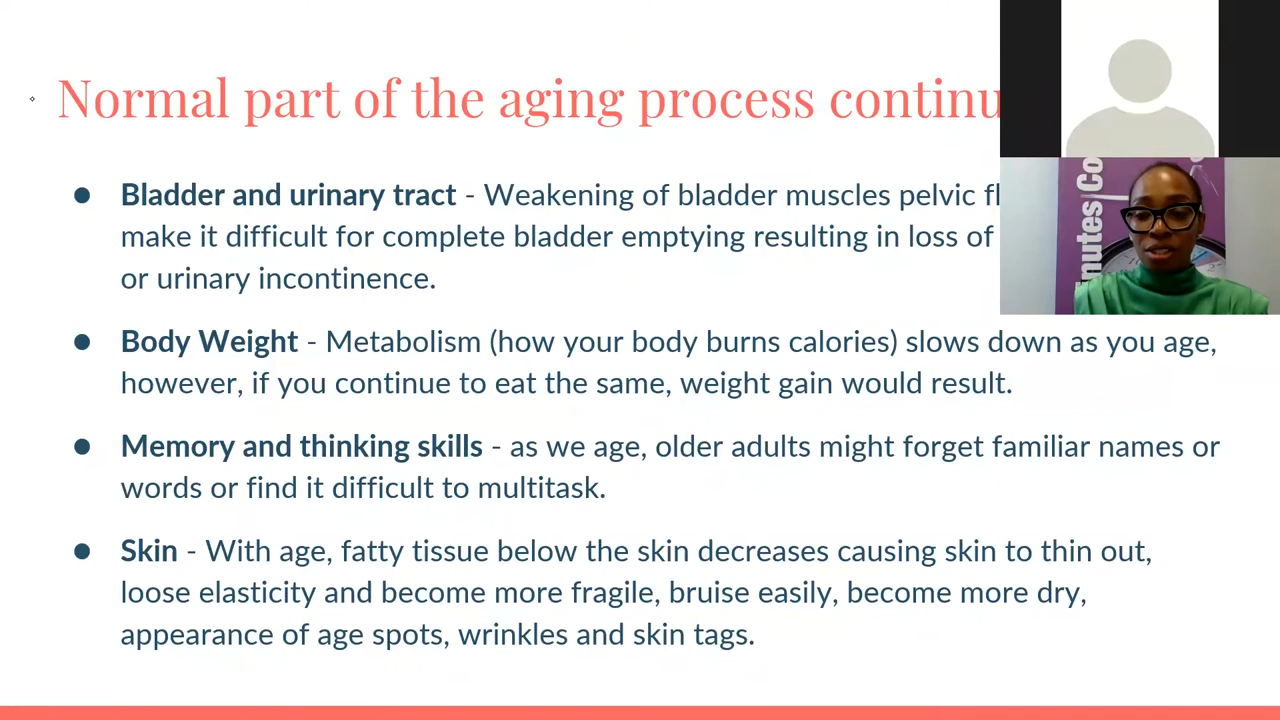 Normal part of the aging process continu
● Bladder and urinary tract - Weakening of bladder muscles pelvic fl
make it difficult for complete bladder emptying resulting in loss of
or urinary incontinence.
● Body Weight - Metabolism (how your body burns calories) slows down as you age,
however, if you continue to eat the same, weight gain would result.
● Memory and thinking skills - as we age, older adults might forget familiar names or
words or find it difficult to multitask.
● Skin - With age, fatty tissue below the skin decreases causing skin to thin out,
loose elasticity and become more fragile, bruise easily, become more dry,
appearance of age spots, wrinkles and skin tags.
nutes Co